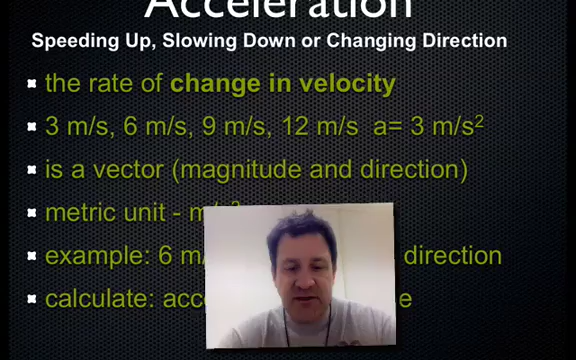 Acceleration
Speeding Up, Slowing Down or Changing Direction
the rate of change in velocity
3 m/s, 6 m/s, 9 m/s, 12 m/s a= 3 m/s²
is a vector (magnitude and direction)
metric unit -
example: 6 direction
calculate: